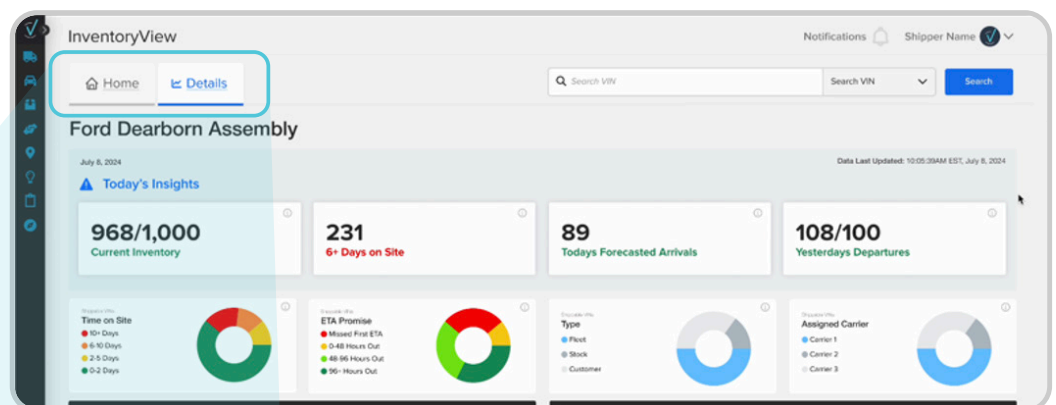 InventoryView
Notifications
Shipper Name
Home
Details
Search VIN
Search VIN
Search
Ford Dearborn Assembly
July 8, 2024
Data Last Updated: 10:05:39AM EST, July 8, 2024
Today's Insights
968/1,000
Current Inventory
231
6+ Days on Site
89
Todays Forecasted Arrivals
108/100
Yesterdays Departures
Time on Site
10+ Days
6-10 Days
2-5 Days
0-2 Days
ETA Promise
Missed First ETA
0-48 Hours Out
48-96 Hours Out
96+ Hours Out
Type
Fleet
Stock
Customer
Assigned Carrier
Carrier 1
Carrier 2
Carrier 3